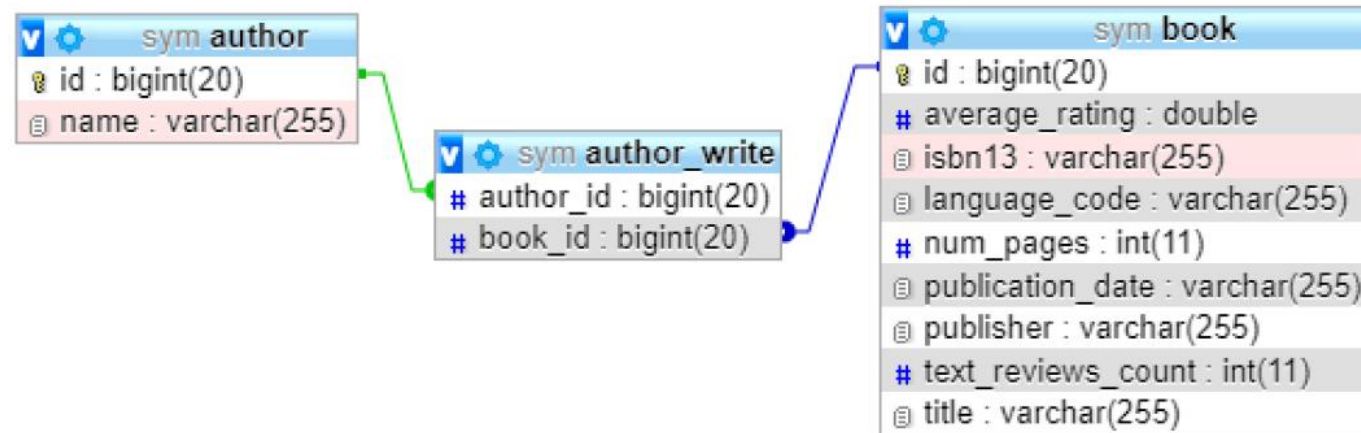 sym author
id : bigint(20)
name : varchar(255)
sym author_write
author_id : bigint(20)
book_id : bigint(20)
sym book
id : bigint(20)
average_rating : double
isbn13 : varchar(255)
language_code : varchar(255)
num_pages : int(11)
publication_date : varchar(255)
publisher : varchar(255)
text_reviews_count : int(11)
title : varchar(255)